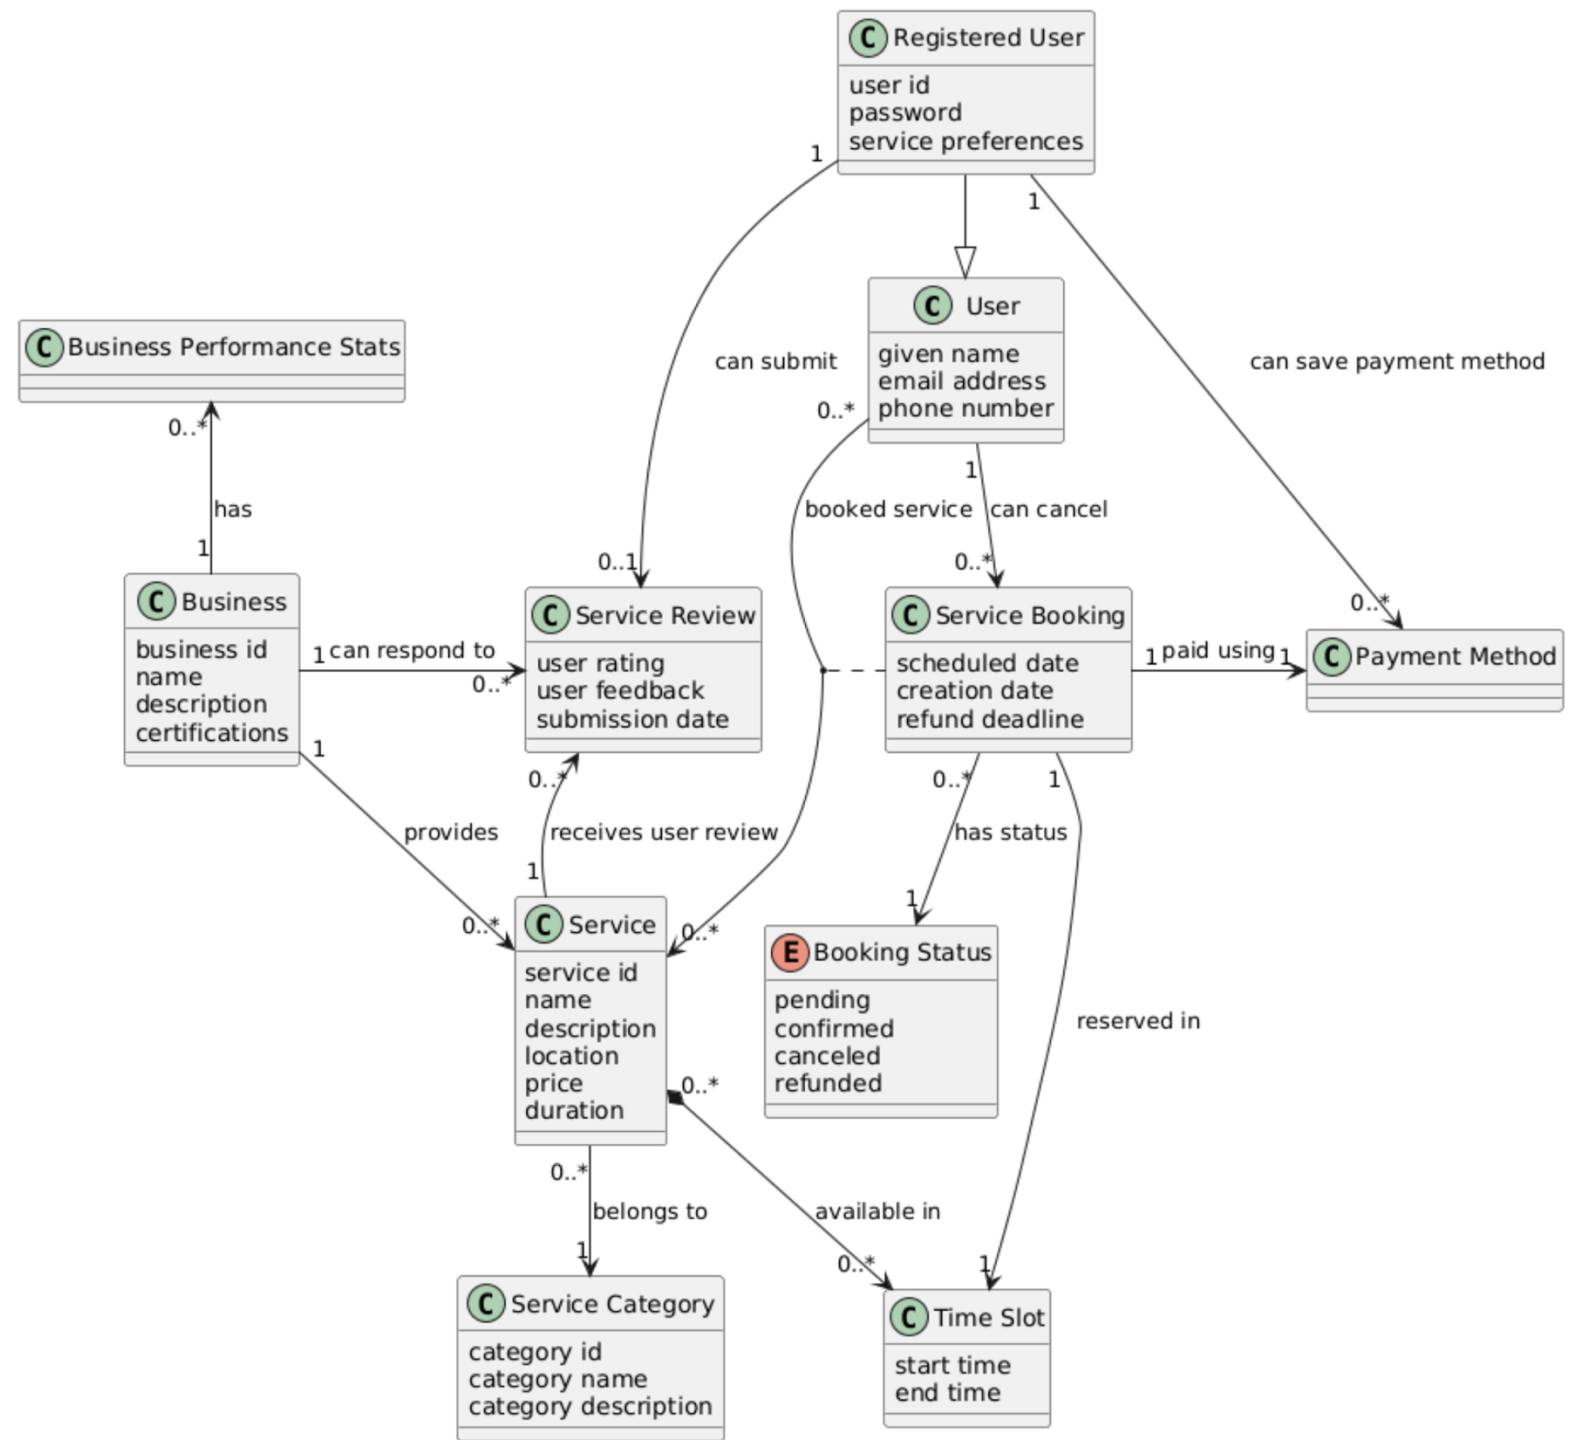 C Registered User
user id
password
service preferences
1
1
can submit
can save payment method
C User
given name
email address
phone number
0..*
1
booked service
can cancel
C Business Performance Stats
0..*
has
1
C Business
business id
name
description
certifications
1 can respond to
0..*
1
provides
0..*
0..1
C Service Review
user rating
user feedback
submission date
0..*
receives user review
1
0..*
C Service Booking
scheduled date
creation date
refund deadline
1 paid using 1
0..*
C Payment Method
0..*
has status
1
1
reserved in
1
C Service
service id
name
description
location
price
duration
0..*
0..*
available in
0..*
E Booking Status
pending
confirmed
canceled
refunded
0..*
belongs to
1
C Service Category
category id
category name
category description
C Time Slot
start time
end time